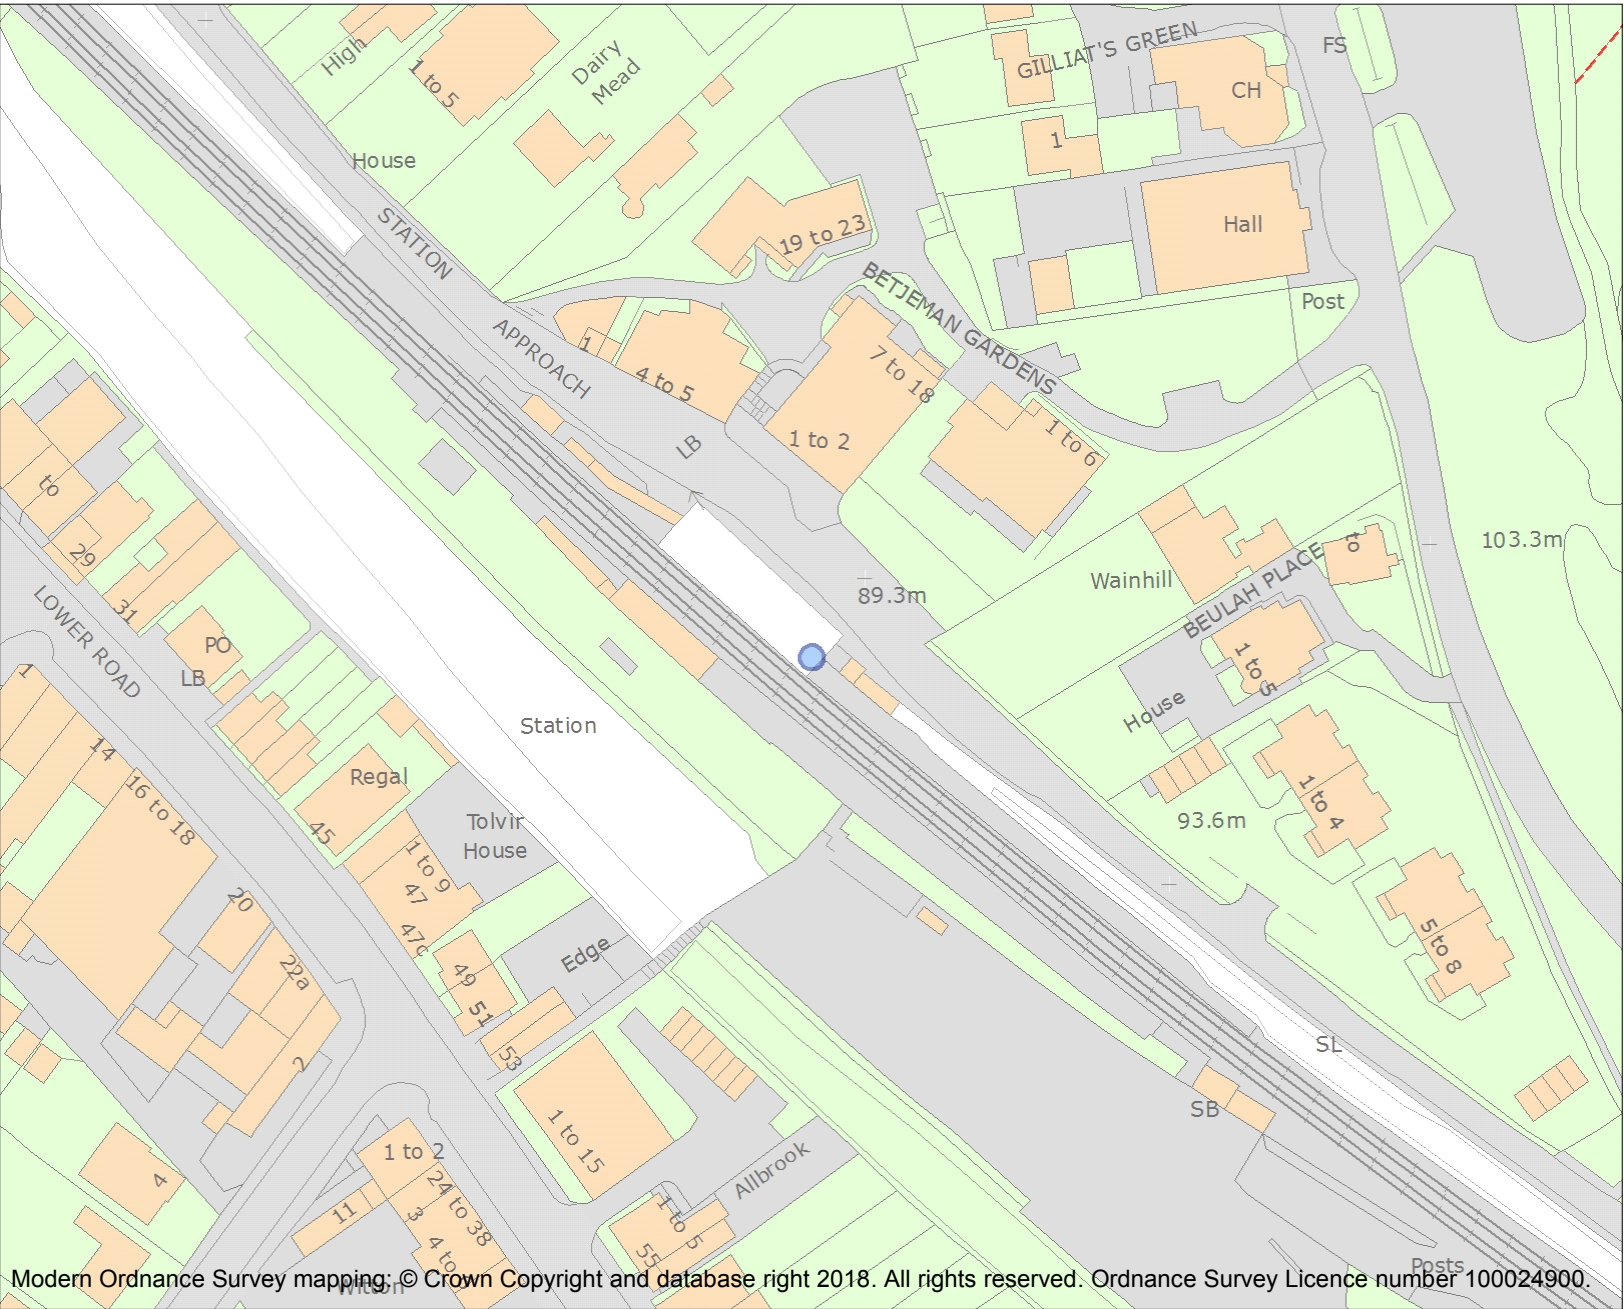 GILLIAT'S GREEN
FS
High
1 to 5
Dairy
Mead
CH
1
House
STATION
19 to 23
Hall
BETJEMAN GARDENS
Post
APPROACH
1
4 to 5
7 to 18
1 to 2
LB
1 to 6
to
29
31
LOWER ROAD
PO
LB
103.3m
to
Wainhill
BEULAH PLACE
89.3m
1 to 5
House
1
14
16 to 18
Station
Regal
45
Tolvir
House
1 to 9
47
47c
93.6m
1 to 4
5 to 8
20
22a
2
Edge
49
51
53
SL
SB
1 to 15
Allbrook
4
1 to 2
11
3
24 to 38
4 to
1 to 5
55
Posts
Witton
Modern Ordnance Survey mapping: © Crown Copyright and database right 2018. All rights reserved. Ordnance Survey Licence number 100024900.